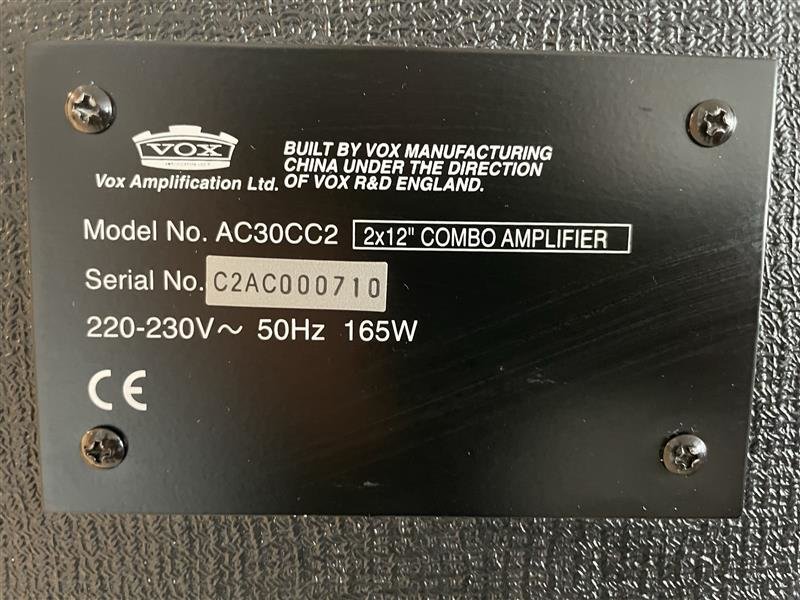 VOX
Vox Amplification Ltd.
BUILT BY VOX MANUFACTURING
CHINA UNDER THE DIRECTION
OF VOX R&D ENGLAND.
Model No. AC30CC2 2x12" COMBO AMPLIFIER
Serial No. C2AC000710
220-230V~ 50Hz 165W
CE